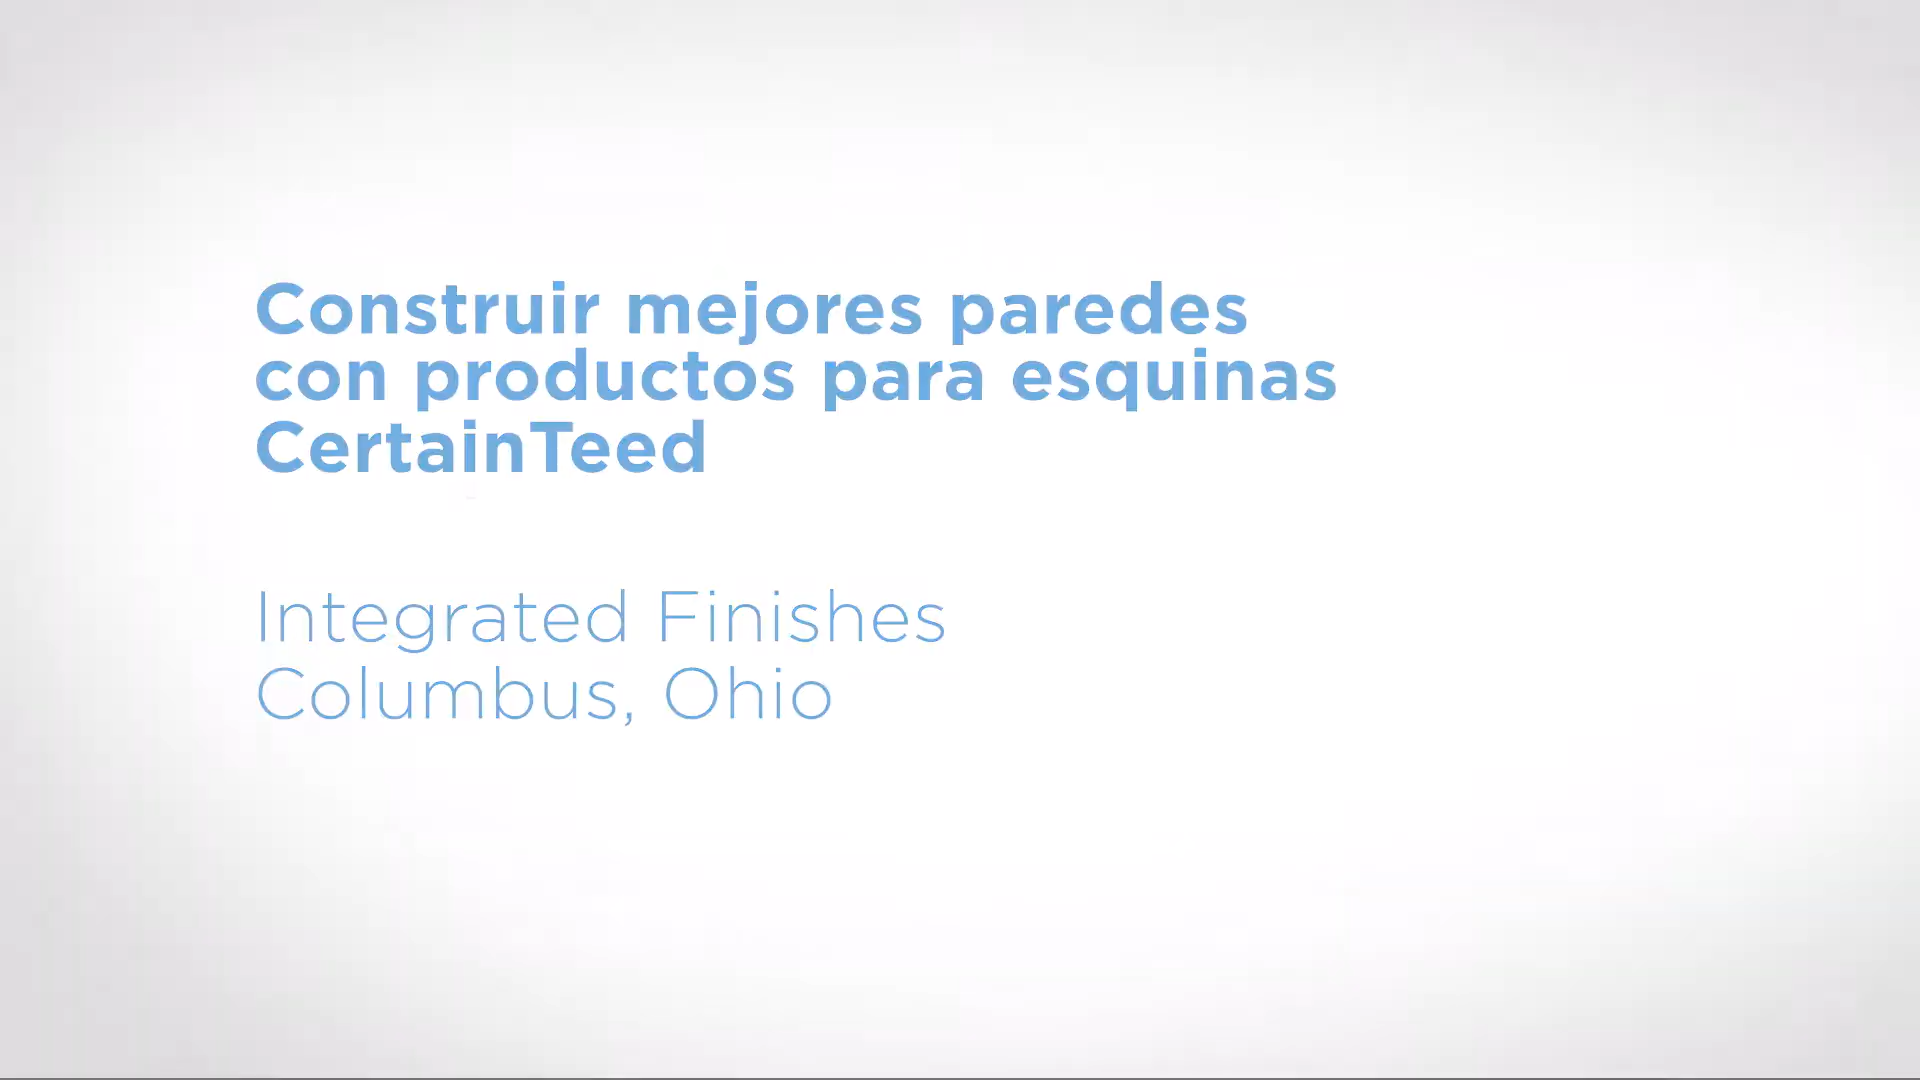 Construir mejores paredes
con productos para esquinas
CertainTeed
Integrated Finishes
Columbus, Ohio